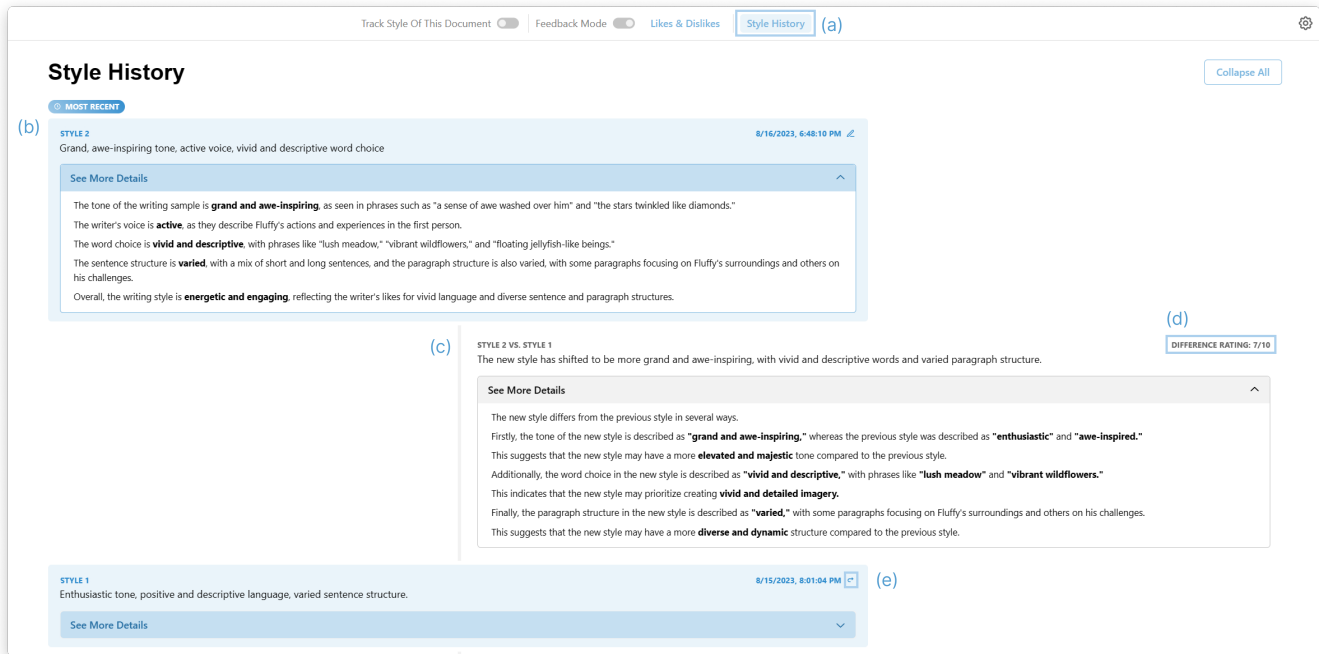 Track Style Of This Document
Feedback Mode
Likes & Dislikes
Style History
(a)
Style History
Collapse All
MOST RECENT
(b)
STYLE 2
8/16/2023, 6:48:10 PM
Grand, awe-inspiring tone, active voice, vivid and descriptive word choice
See More Details
The tone of the writing sample is grand and awe-inspiring, as seen in phrases such as "a sense of awe washed over him" and "the stars twinkled like diamonds."
The writer's voice is active, as they describe Fluffy's actions and experiences in the first person.
The word choice is vivid and descriptive, with phrases like "lush meadow," "vibrant wildflowers," and "floating jellyfish-like beings."
The sentence structure is varied, with a mix of short and long sentences, and the paragraph structure is also varied, with some paragraphs focusing on Fluffy's surroundings and others on
his challenges.
Overall, the writing style is energetic and engaging, reflecting the writer's likes for vivid language and diverse sentence and paragraph structures.
(c)
STYLE 2 VS. STYLE 1
(d)
DIFFERENCE RATING: 7/10
The new style has shifted to be more grand and awe-inspiring, with vivid and descriptive words and varied paragraph structure.
See More Details
The new style differs from the previous style in several ways.
Firstly, the tone of the new style is described as "grand and awe-inspiring," whereas the previous style was described as "enthusiastic" and "awe-inspired."
This suggests that the new style may have a more elevated and majestic tone compared to the previous style.
Additionally, the word choice in the new style is described as "vivid and descriptive," with phrases like "lush meadow" and "vibrant wildflowers."
This indicates that the new style may prioritize creating vivid and detailed imagery.
Finally, the paragraph structure in the new style is described as "varied," with some paragraphs focusing on Fluffy's surroundings and others on his challenges.
This suggests that the new style may have a more diverse and dynamic structure compared to the previous style.
STYLE 1
8/15/2023, 8:01:04 PM
(e)
Enthusiastic tone, positive and descriptive language, varied sentence structure.
See More Details